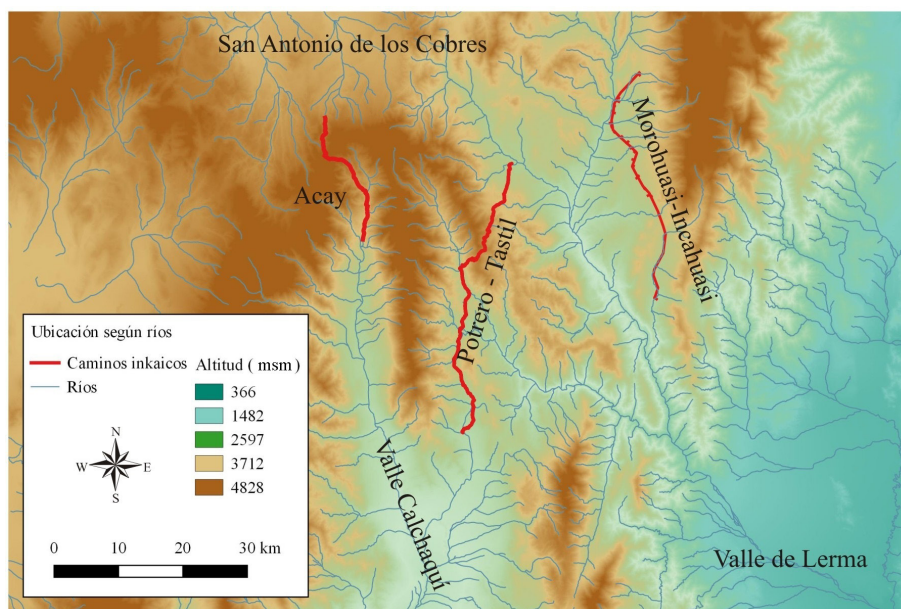 San Antonio de los Cobres
Morohuasi-Incahuasi
Acay
Potrero - Tastil
Valle Calchaquí
Valle de Lerma
Ubicación según ríos
Caminos inkaicos
Ríos
Altitud ( msm )
366
1482
2597
3712
4828
N
W E
S
0 10 20 30 km